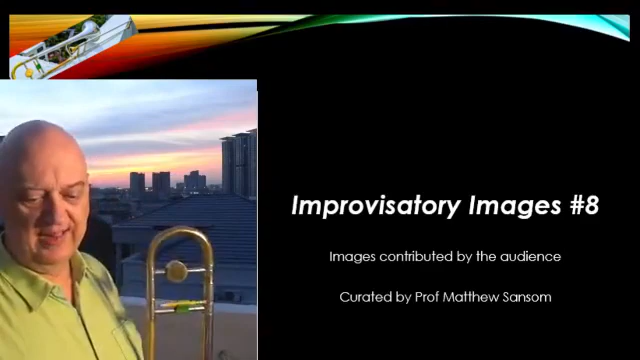 Improvisatory Images #8
Images contributed by the audience
Curated by Prof Matthew Sansom